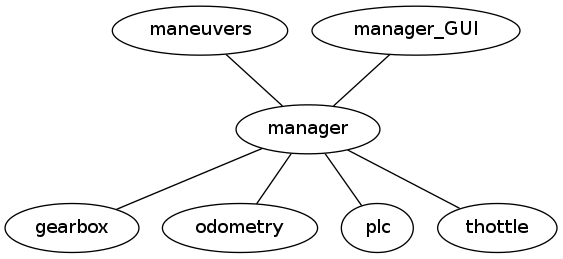 maneuvers
manager_GUI
manager
gearbox
odometry
plc
thottle